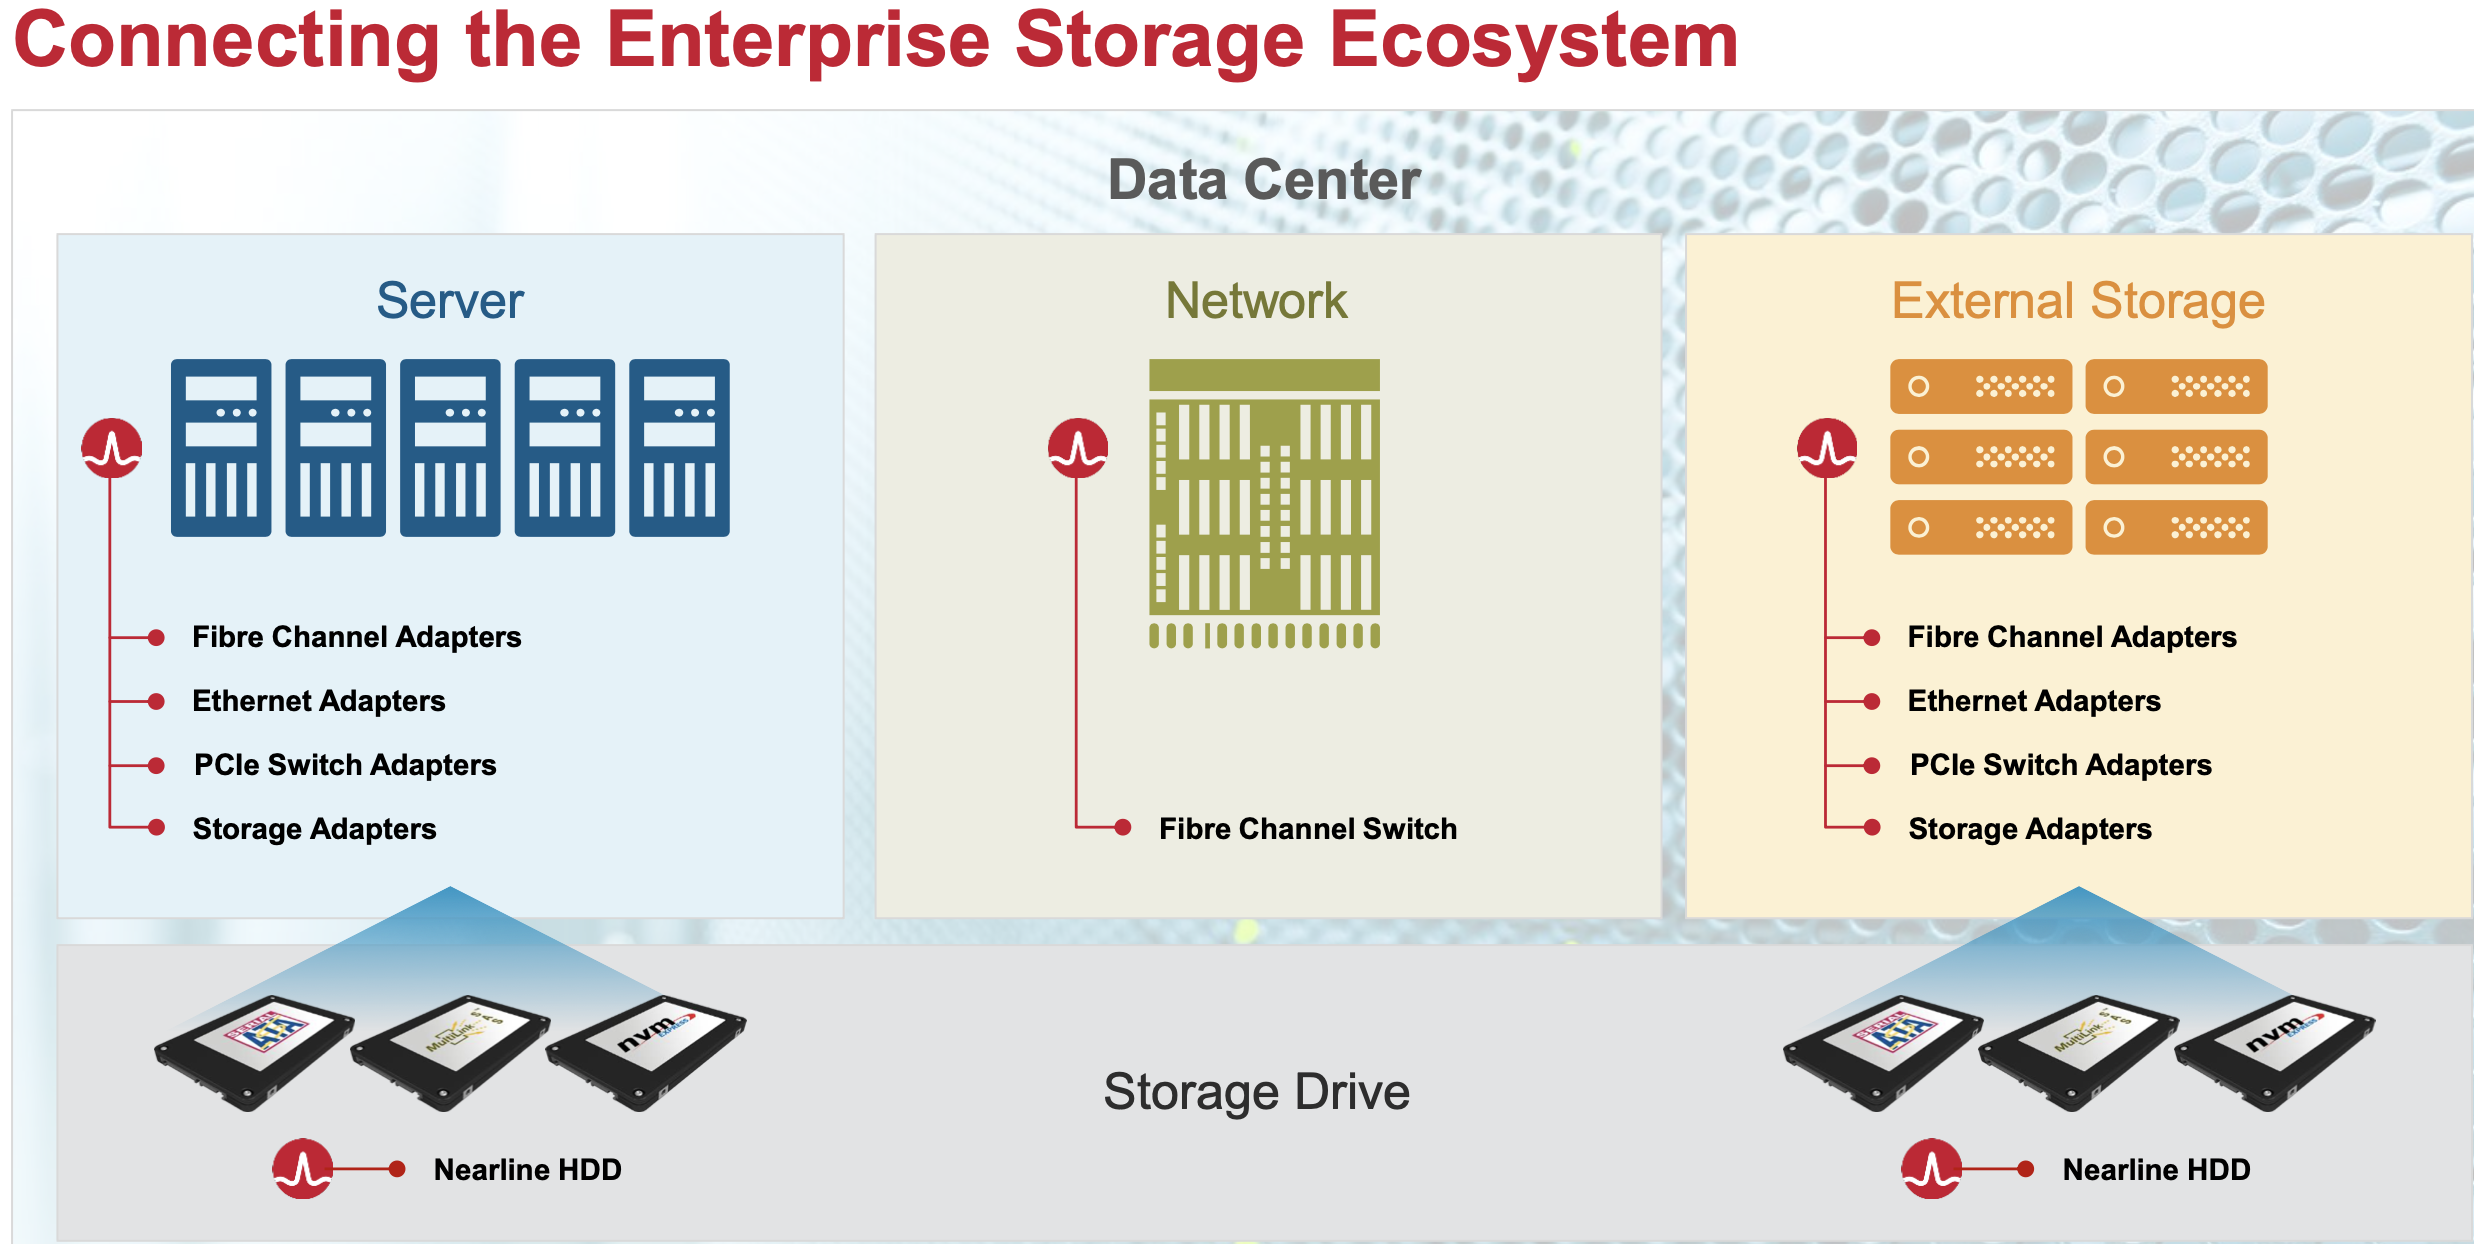 Connecting the Enterprise Storage Ecosystem
Data Center
Server
Fibre Channel Adapters
Ethernet Adapters
PCIe Switch Adapters
Storage Adapters
Network
Fibre Channel Switch
External Storage
Fibre Channel Adapters
Ethernet Adapters
PCIe Switch Adapters
Storage Adapters
SERIAL
ATA
MultiLink
SAS
nvm
EXPRESS
Storage Drive
SERIAL
ATA
MultiLink
SAS
nvm
EXPRESS
Nearline HDD
Nearline HDD